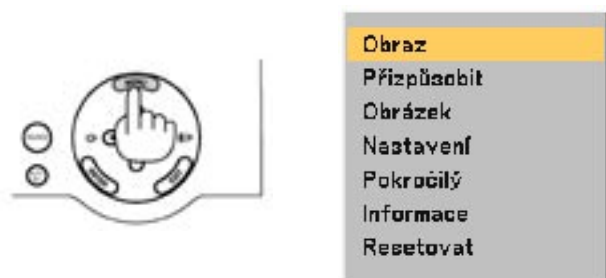 Obraz
Přizpůsobit
Obrázek
Nastavení
Pokročilý
Informace
Resetovat